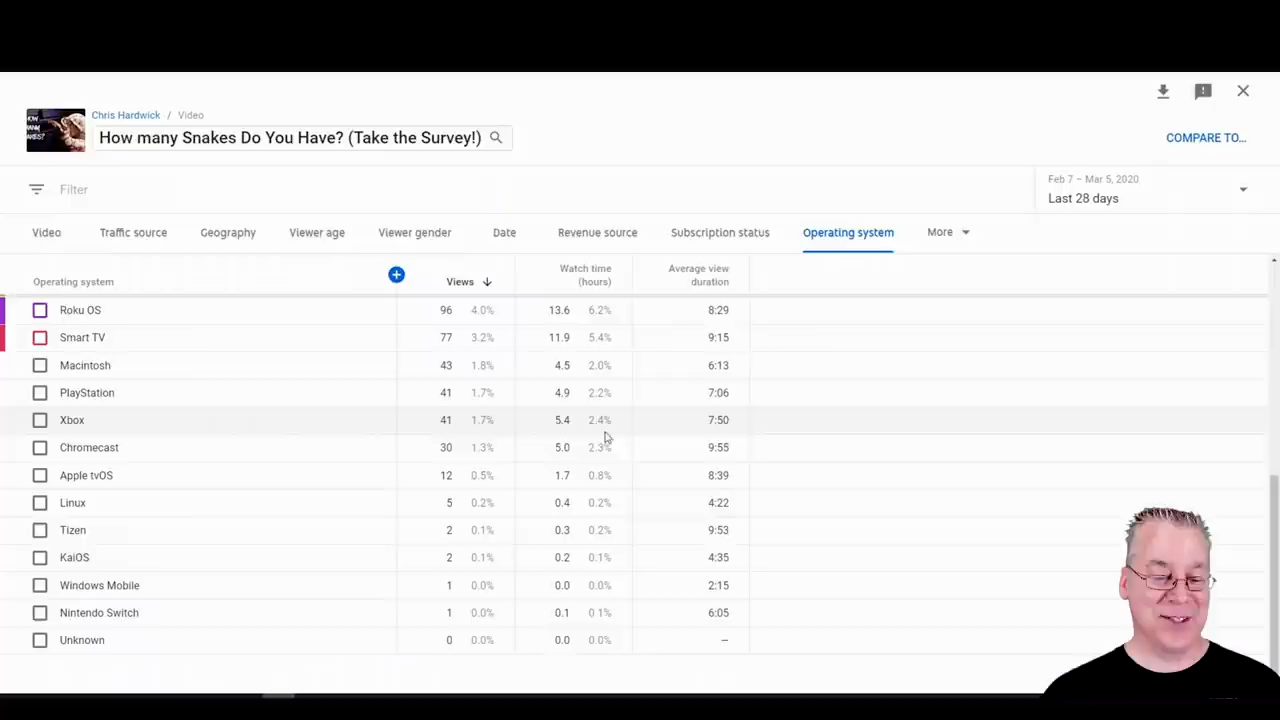 Chris Hardwick / Video
HOW MANY SNAKES?
How many Snakes Do You Have? (Take the Survey!)
COMPARE TO...
Filter
Feb 7 – Mar 5, 2020
Last 28 days
Video Traffic source Geography Viewer age Viewer gender Date Revenue source Subscription status Operating system More
Operating system Views Watch time (hours) Average view duration
Roku OS 96 4.0% 13.6 6.2% 8:29
Smart TV 77 3.2% 11.9 5.4% 9:15
Macintosh 43 1.8% 4.5 2.0% 6:13
PlayStation 41 1.7% 4.9 2.2% 7:06
Xbox 41 1.7% 5.4 2.4% 7:50
Chromecast 30 1.3% 5.0 2.3% 9:55
Apple tvOS 12 0.5% 1.7 0.8% 8:39
Linux 5 0.2% 0.4 0.2% 4:22
Tizen 2 0.1% 0.3 0.2% 9:53
KaiOS 2 0.1% 0.2 0.1% 4:35
Windows Mobile 1 0.0% 0.0 0.0% 2:15
Nintendo Switch 1 0.0% 0.1 0.1% 6:05
Unknown 0 0.0% 0.0 0.0% –